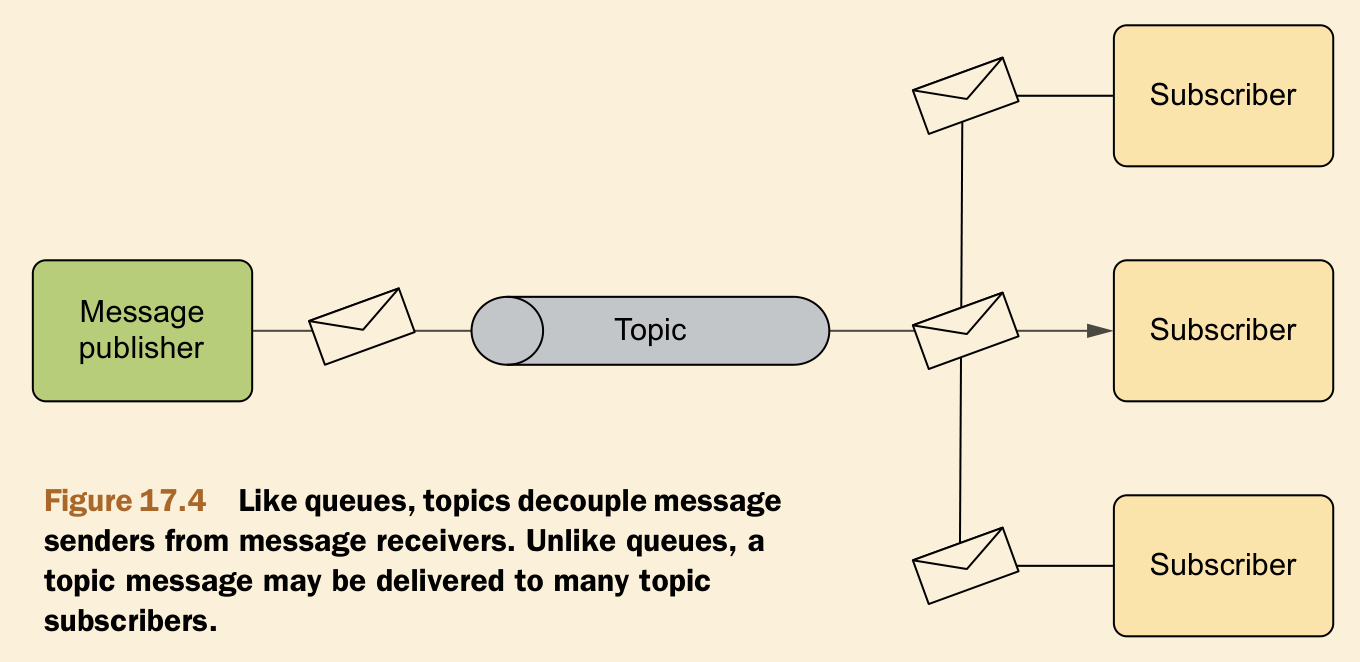 Subscriber
Message
publisher
Topic
Subscriber
Figure 17.4 Like queues, topics decouple message
senders from message receivers. Unlike queues, a
topic message may be delivered to many topic
subscribers.
Subscriber